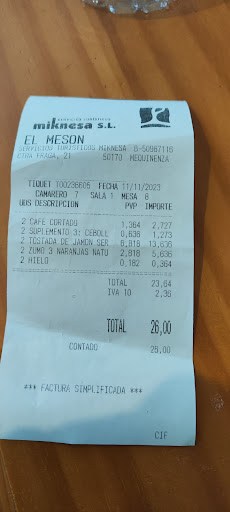 miknesa S.L.
EL MESON
SERVICIOS TURISTICOS MIKNESA B-50967116
CTRA FRAGA, 21 50170 MEQUINENZA
TIQUET 100236605 FECHA 11/11/2023
CAMARERO 7 SALA 1 MESA 8
UDS DESCRIPCION PVP IMPORTE
2 CAFE CORTADO 1,364 2,727
2 SUPLEMENTO 3: CEBOLL 0,636 1,273
2 TOSTADA DE JAMON SER 6,818 13,636
2 ZUMO 3 NARANJAS NATU 2,818 5,636
2 HIELO 0,182 0,364
TOTAL 23,64
IVA 10 2,36
TOTAL 26,00
CONTADO 26,00
*** FACTURA SIMPLIFICADA ***
CIF